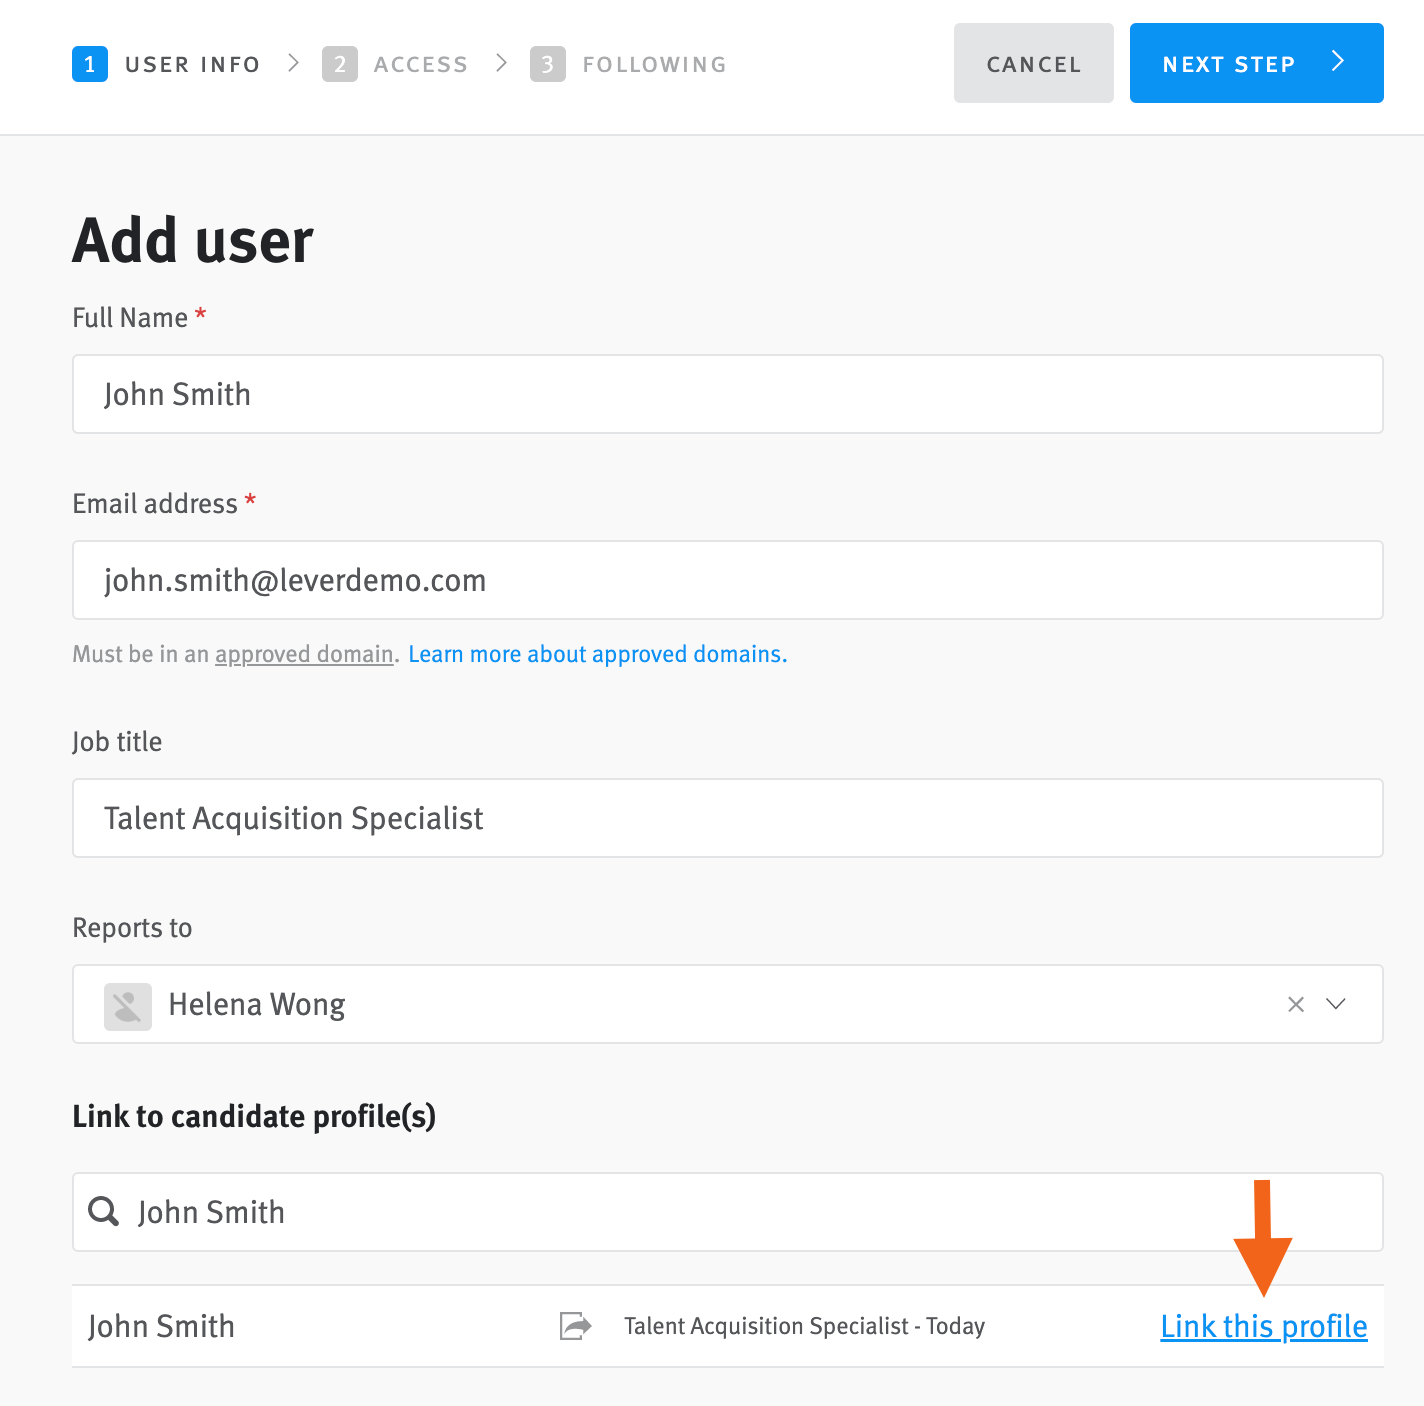 1 USER INFO 2 ACCESS 3 FOLLOWING CANCEL NEXT STEP
Add user
Full Name *
John Smith
Email address *
john.smith@leverdemo.com
Must be in an approved domain. Learn more about approved domains.
Job title
Talent Acquisition Specialist
Reports to
Helena Wong
Link to candidate profile(s)
John Smith
John Smith Talent Acquisition Specialist - Today Link this profile